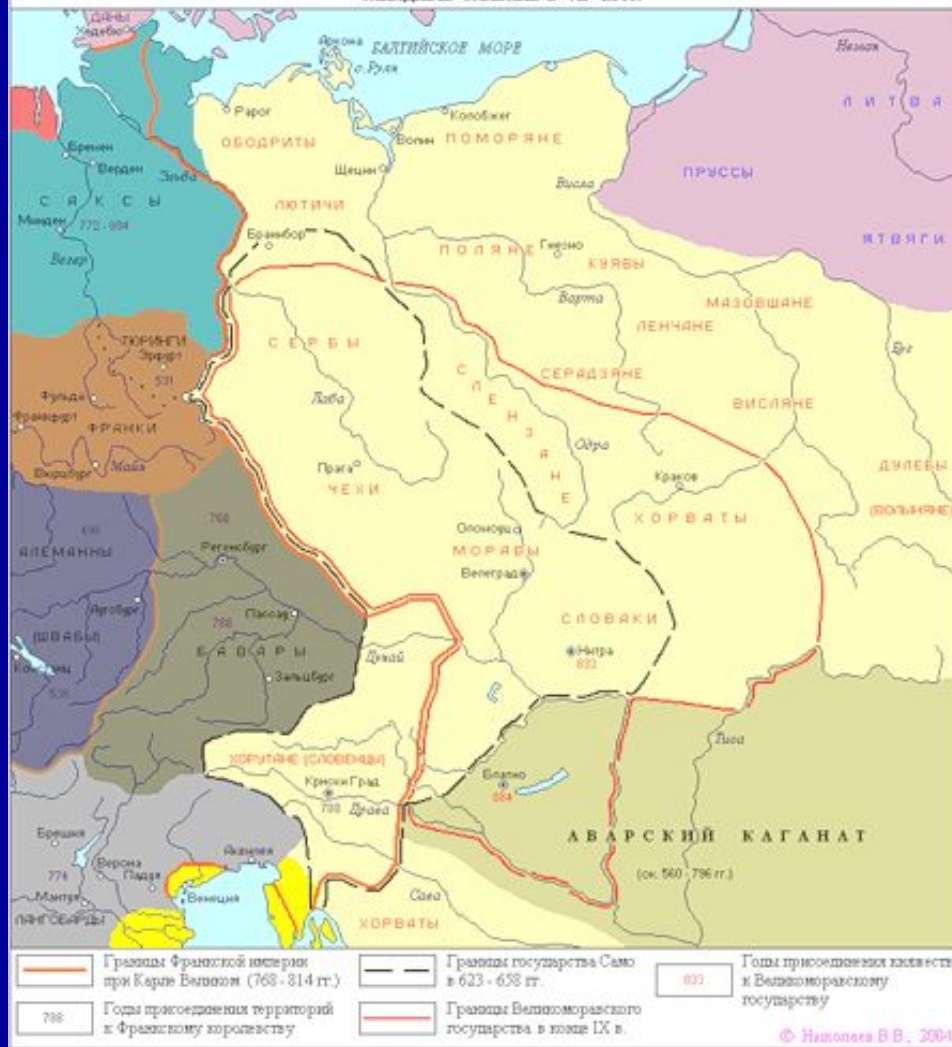 ДАНЫ
Хедебю
Аркона
о. Руян
БАЛТИЙСКОЕ МОРЕ
Неман
ЛИТВА
Рарог
Колобжег
Волин
ОБОДРИТЫ
ПОМОРЯНЕ
Бремен
Верден
Эльба
Щецин
Висла
ПРУССЫ
САКСЫ
ЛЮТИЧИ
Минден
772 - 804
Бранибор
ЯТВЯГИ
Везер
ПОЛЯНЕ
Гнезно
КУЯВЫ
Варта
МАЗОВШАНЕ
ЛЕНЧАНЕ
ТЮРИНГИ
Эрфурт
531
СЕРБЫ
СЛЕНЗАНЕ
СЕРАДЗЯНЕ
Буг
Фульда
Лаба
ВИСЛЯНЕ
Франкфурт
ФРАНКИ
Одра
Вюрцбург
Майн
Прага
ЧЕХИ
Краков
ДУЛЕБЫ
(ВОЛЫНЯНЕ)
ХОРВАТЫ
768
Оломоуц
АЛЕМАННЫ
Регенсбург
МОРАВЫ
Велеград
Аугсбург
Пассау
788
СЛОВАКИ
(ШВАБЫ)
БАВАРЫ
Дунай
Нитра
833
Зальцбург
Тиса
ХОРУТАНЕ (СЛОВЕНЦЫ)
Крнски Град
788
Блатно
884
Драва
АВАРСКИЙ КАГАНАТ
Брешия
Верона
Аквилея
(ок. 560 - 796 гг.)
774
Падуя
Мантуя
Венеция
Сава
ЛАНГОБАРДЫ
ХОРВАТЫ
Границы Франкской империи
при Карле Великом (768 - 814 гг.)
Границы государства Само
в 623 - 658 гг.
833
Годы присоединения княжеств
к Великоморавскому
государству
788
Годы присоединения территорий
к Франкскому королевству
Границы Великоморавского
государства в конце IX в.
© Николаев В.В., 2004